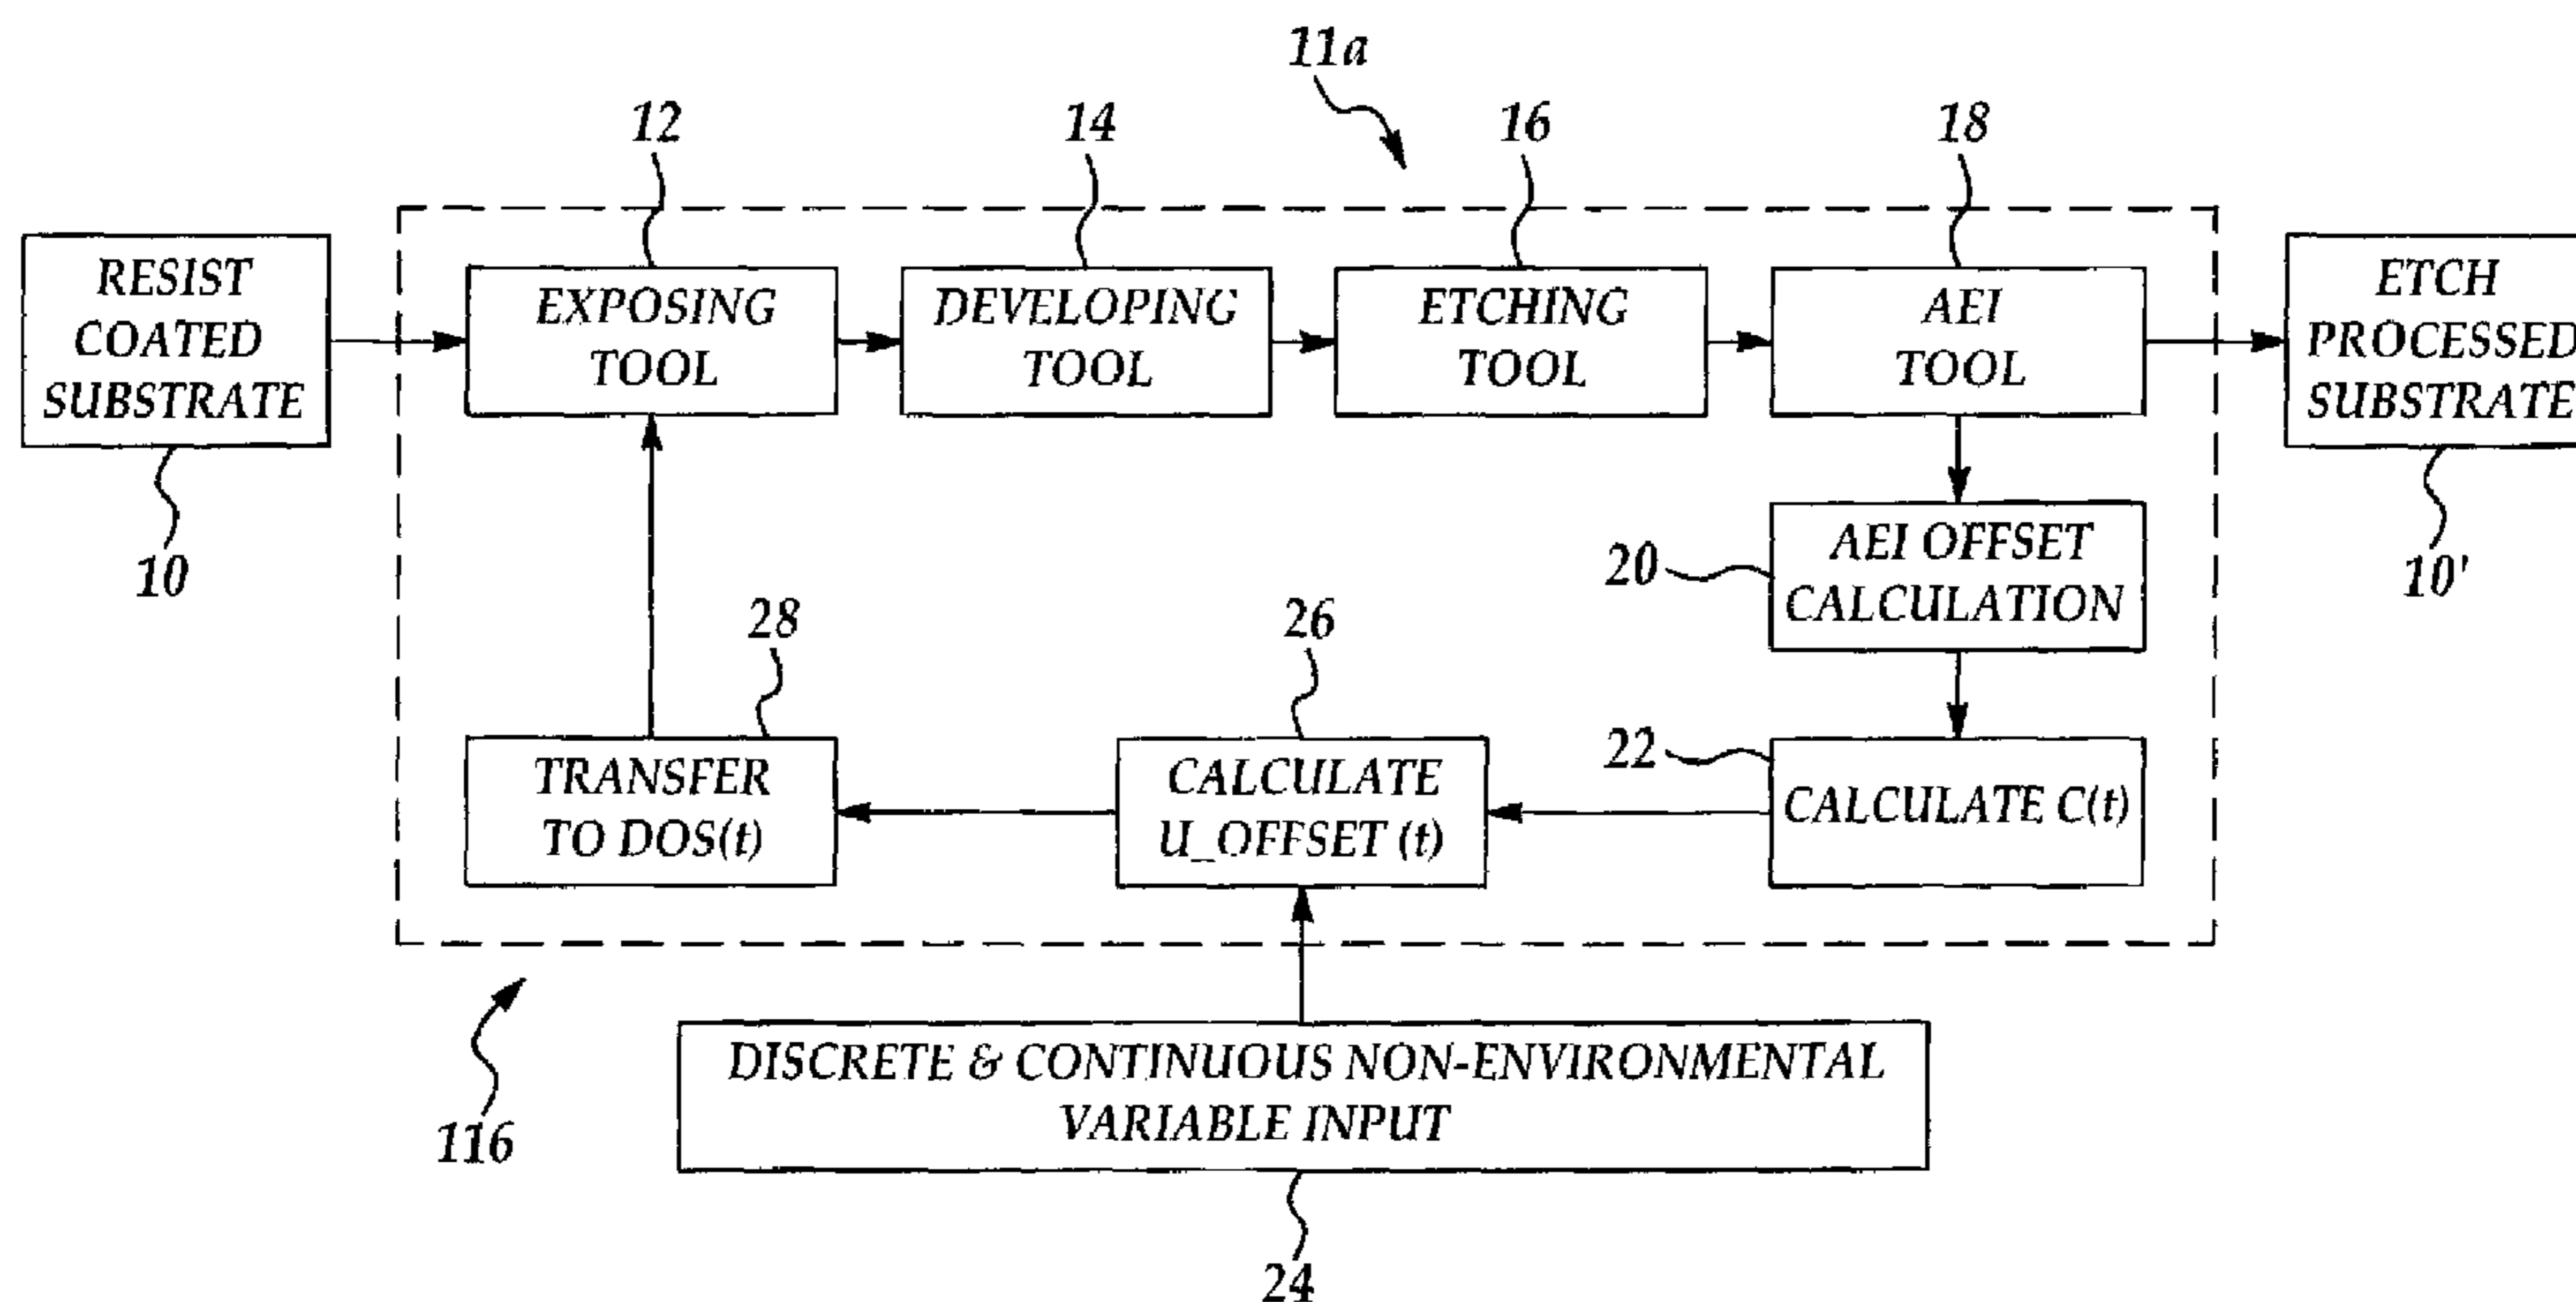 11a
12
14
16
18
RESIST
COATED
SUBSTRATE
10
EXPOSING
TOOL
DEVELOPING
TOOL
ETCHING
TOOL
AEI
TOOL
ETCH
PROCESSED
SUBSTRATE
10'
20
AEI OFFSET
CALCULATION
28
26
22
TRANSFER
TO DOS(t)
CALCULATE
U_OFFSET (t)
CALCULATE C(t)
116
DISCRETE & CONTINUOUS NON-ENVIRONMENTAL
VARIABLE INPUT
24